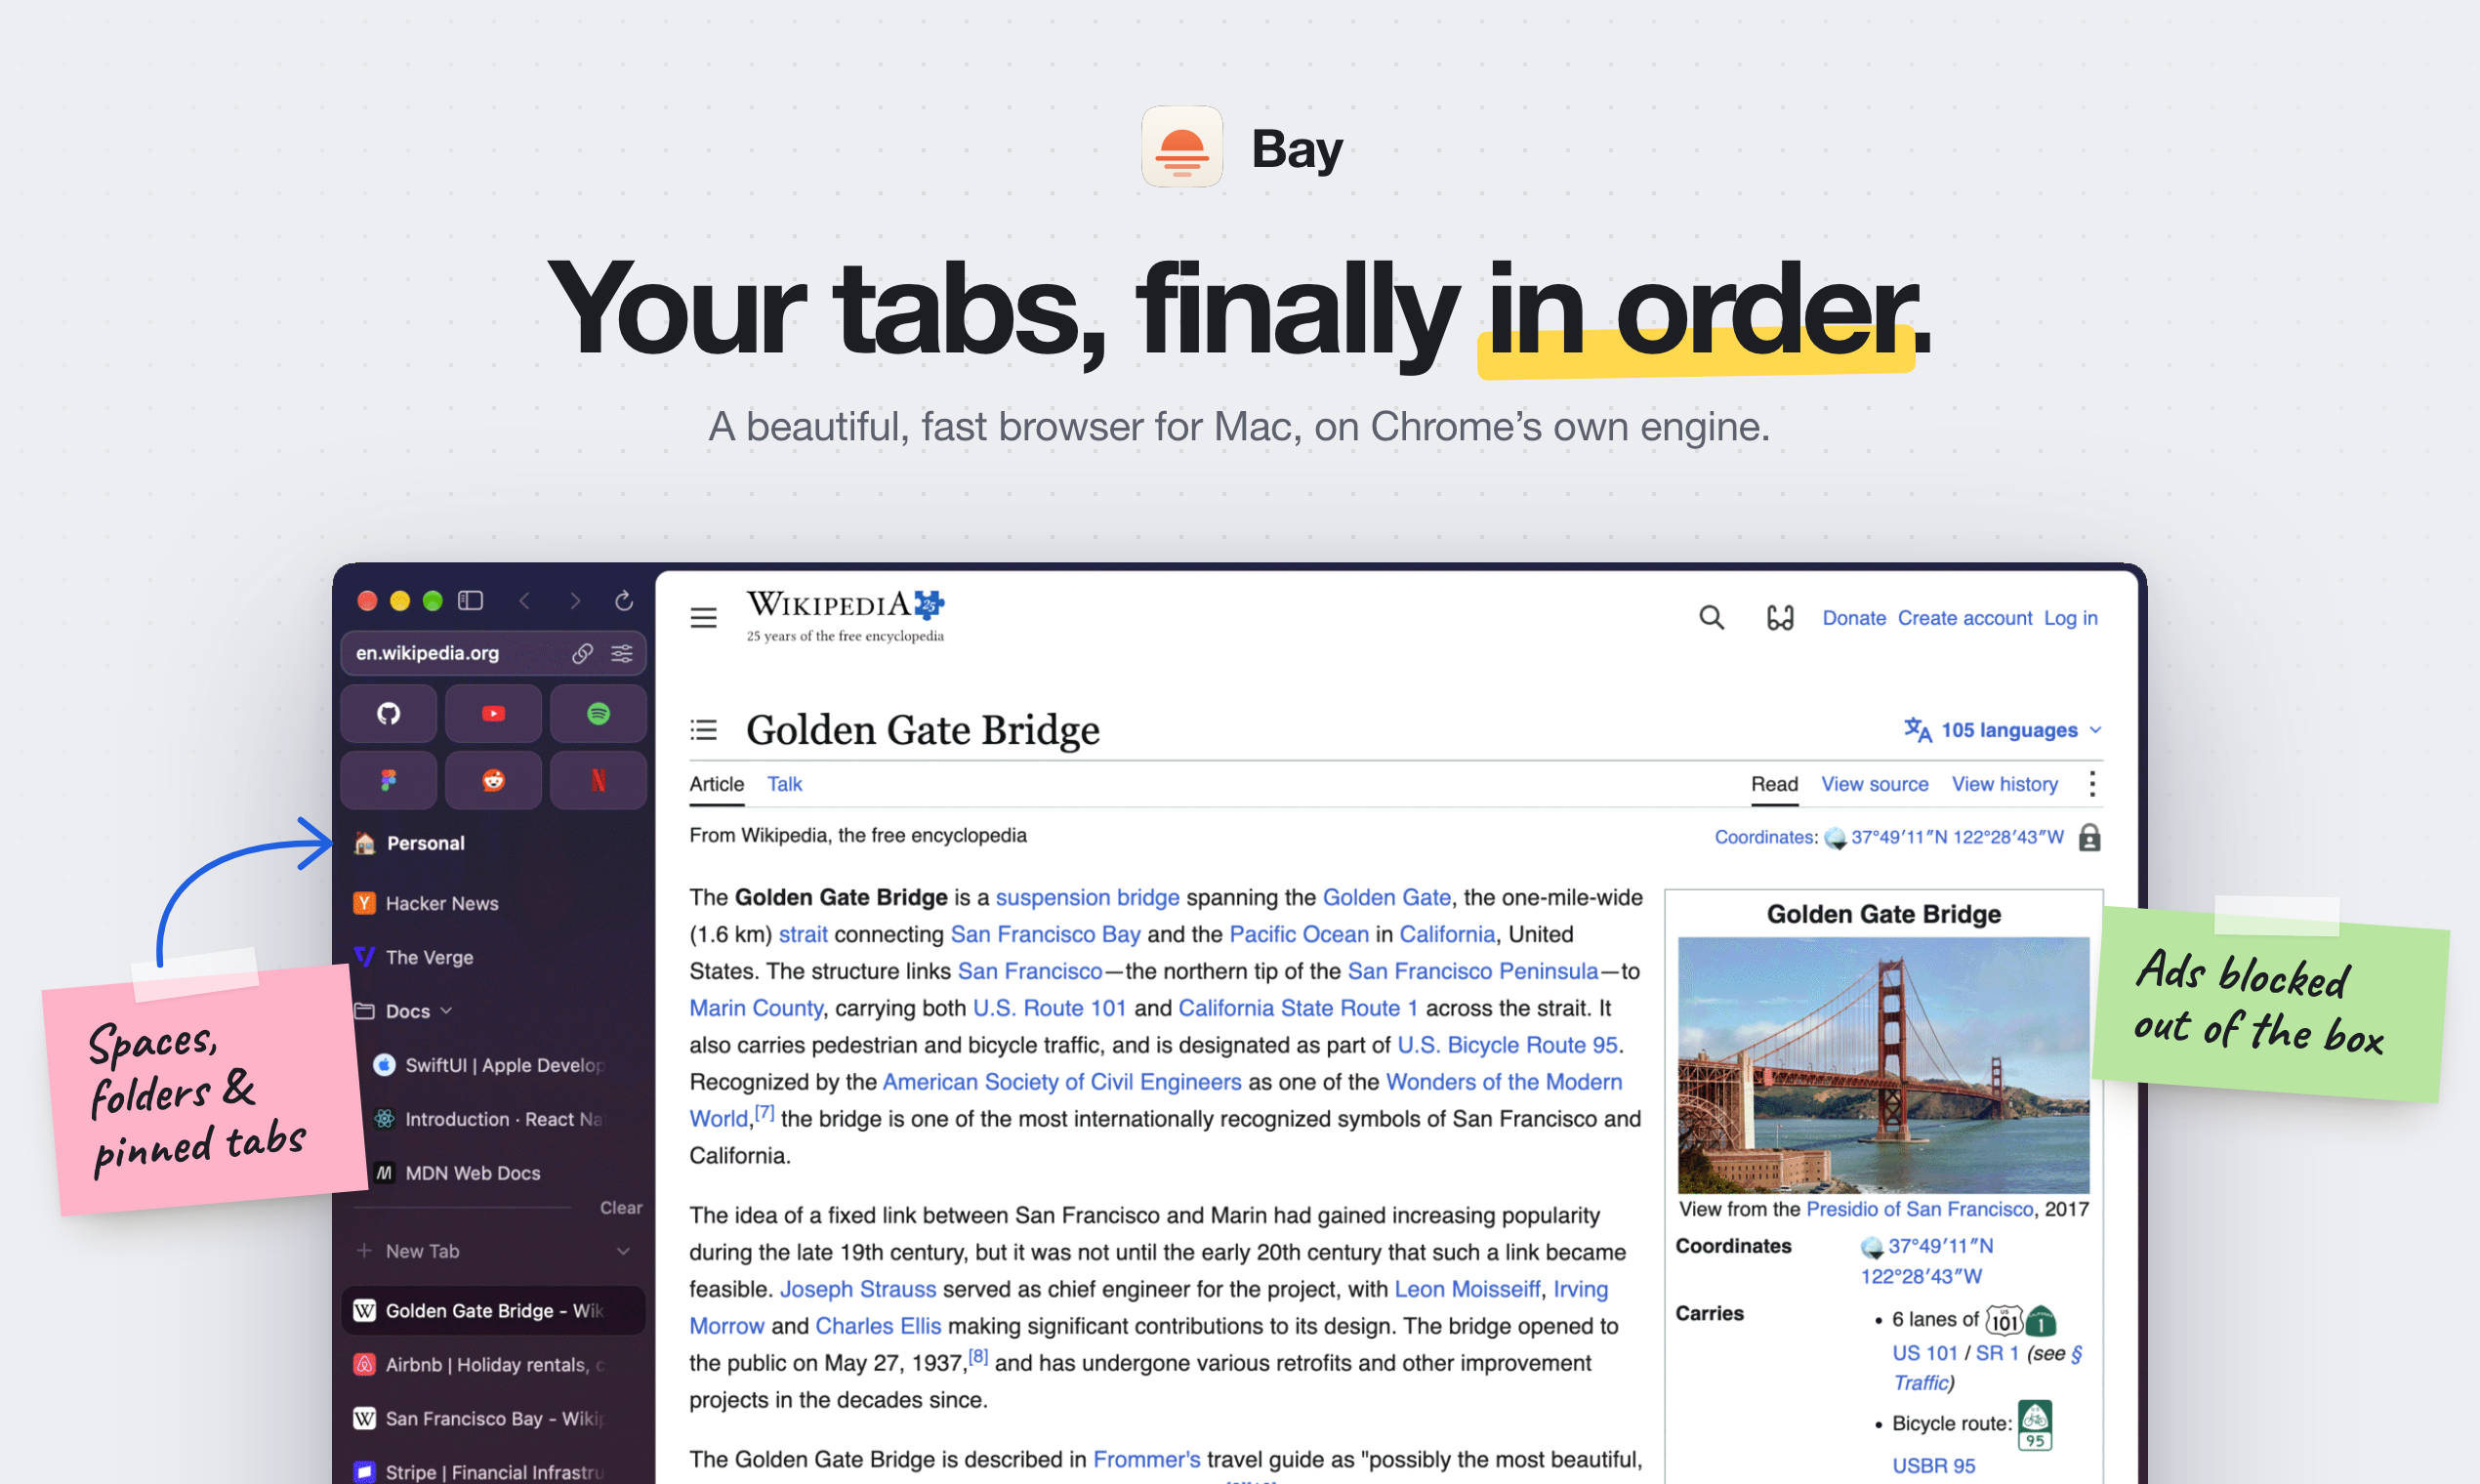 Bay
Your tabs, finally in order.
A beautiful, fast browser for Mac, on Chrome’s own engine.
en.wikipedia.org
Personal
Hacker News
The Verge
Docs
SwiftUI | Apple Develop
Introduction · React Na
MDN Web Docs
Clear
New Tab
Golden Gate Bridge - Wik
Airbnb | Holiday rentals, c
San Francisco Bay - Wikip
Stripe | Financial Infrastru
Spaces,
folders &
pinned tabs
WIKIPEDIA 25
25 years of the free encyclopedia
Donate Create account Log in
Golden Gate Bridge
105 languages
Article Talk
Read View source View history
From Wikipedia, the free encyclopedia
Coordinates: 37°49′11″N 122°28′43″W
The Golden Gate Bridge is a suspension bridge spanning the Golden Gate, the one-mile-wide
(1.6 km) strait connecting San Francisco Bay and the Pacific Ocean in California, United
States. The structure links San Francisco—the northern tip of the San Francisco Peninsula—to
Marin County, carrying both U.S. Route 101 and California State Route 1 across the strait. It
also carries pedestrian and bicycle traffic, and is designated as part of U.S. Bicycle Route 95.
Recognized by the American Society of Civil Engineers as one of the Wonders of the Modern
World,[7] the bridge is one of the most internationally recognized symbols of San Francisco and
California.
The idea of a fixed link between San Francisco and Marin had gained increasing popularity
during the late 19th century, but it was not until the early 20th century that such a link became
feasible. Joseph Strauss served as chief engineer for the project, with Leon Moisseiff, Irving
Morrow and Charles Ellis making significant contributions to its design. The bridge opened to
the public on May 27, 1937,[8] and has undergone various retrofits and other improvement
projects in the decades since.
The Golden Gate Bridge is described in Frommer's travel guide as "possibly the most beautiful,
Golden Gate Bridge
View from the Presidio of San Francisco, 2017
Coordinates 37°49′11″N
122°28′43″W
Carries
• 6 lanes of US 101 1
US 101 / SR 1 (see §
Traffic)
• Bicycle route: 95
USBR 95
Ads blocked
out of the box